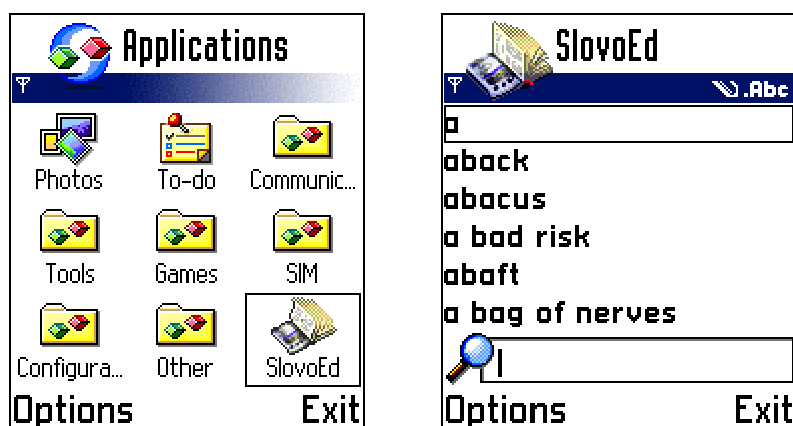 Applications
Photos To-do Communic...
Tools Games SIM
Configura... Other SlovoEd
Options Exit
SlovoEd
.Abc
a
aback
abacus
a bad risk
abaft
a bag of nerves
Options Exit